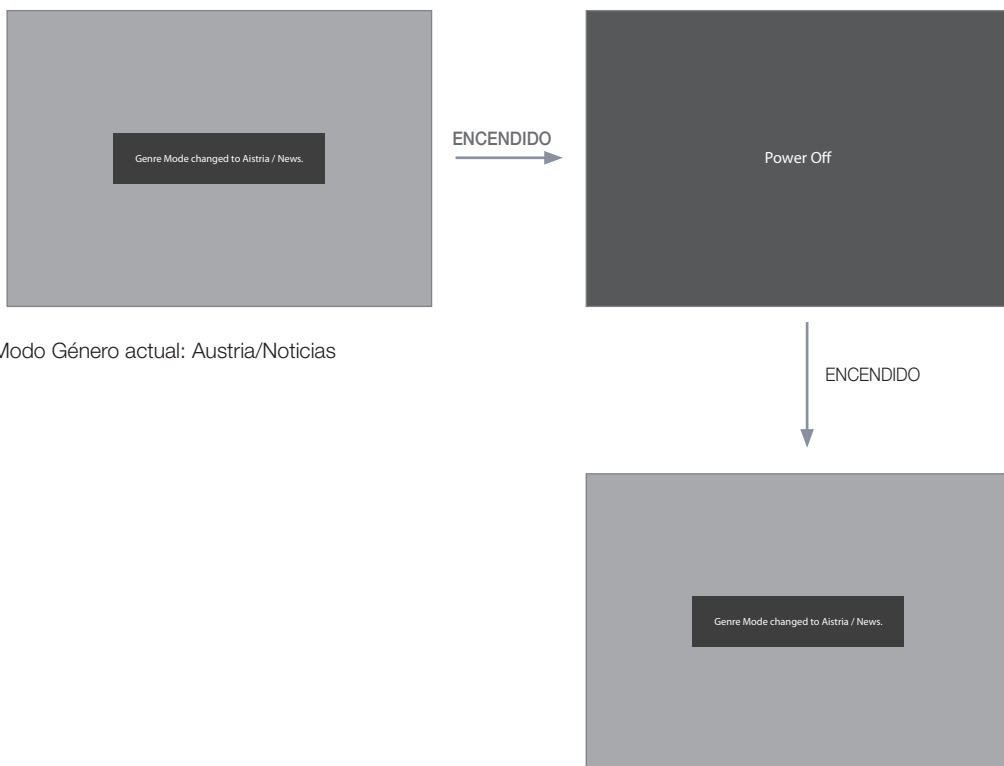 Genre Mode changed to Aistria / News.
ENCENDIDO
Power Off
Modo Género actual: Austria/Noticias
ENCENDIDO
Genre Mode changed to Aistria / News.